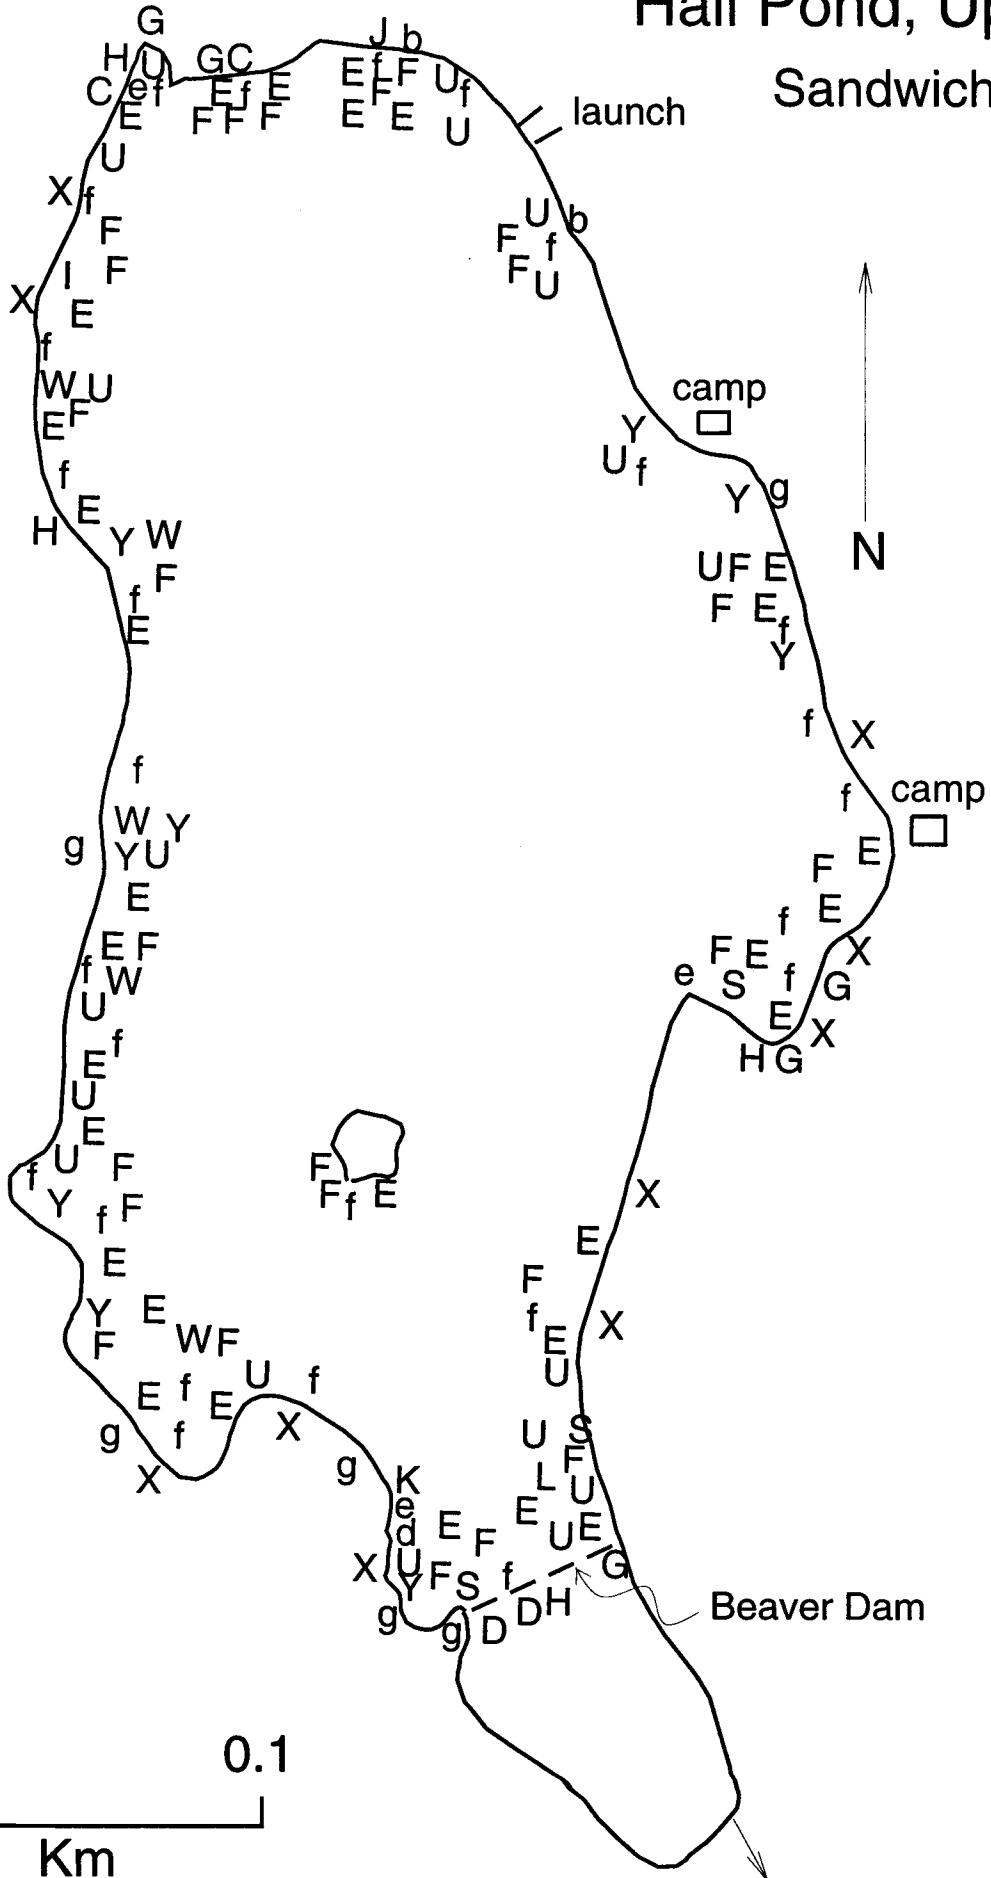 Hall Pond, Up
Sandwich
G
J b
H U G C
E f F U f
C e f E f E
F
E F F F E E U
launch
U
X f
U b
F
F f
I F
F U
X E
f
camp
W U
F
E
Y
U f
f
Y g
E
H Y W
N
U F E
F
f
F E f
E
Y
f X
f
camp
f
W Y
g Y U
E
F
E
E
f
E F
F E X
f W
e S f G
U
E X
f
H G
E
U
E
U F
f
F
X
Y F
f
F f E
E
E
F
Y E
f X
F W F
E
U
U f
E f
E
g f
X
U S
g
F
X
K
L U
e
E
d E
U E
F
X U
F f G
Y S
D H
Beaver Dam
g
g D
0.1
Km